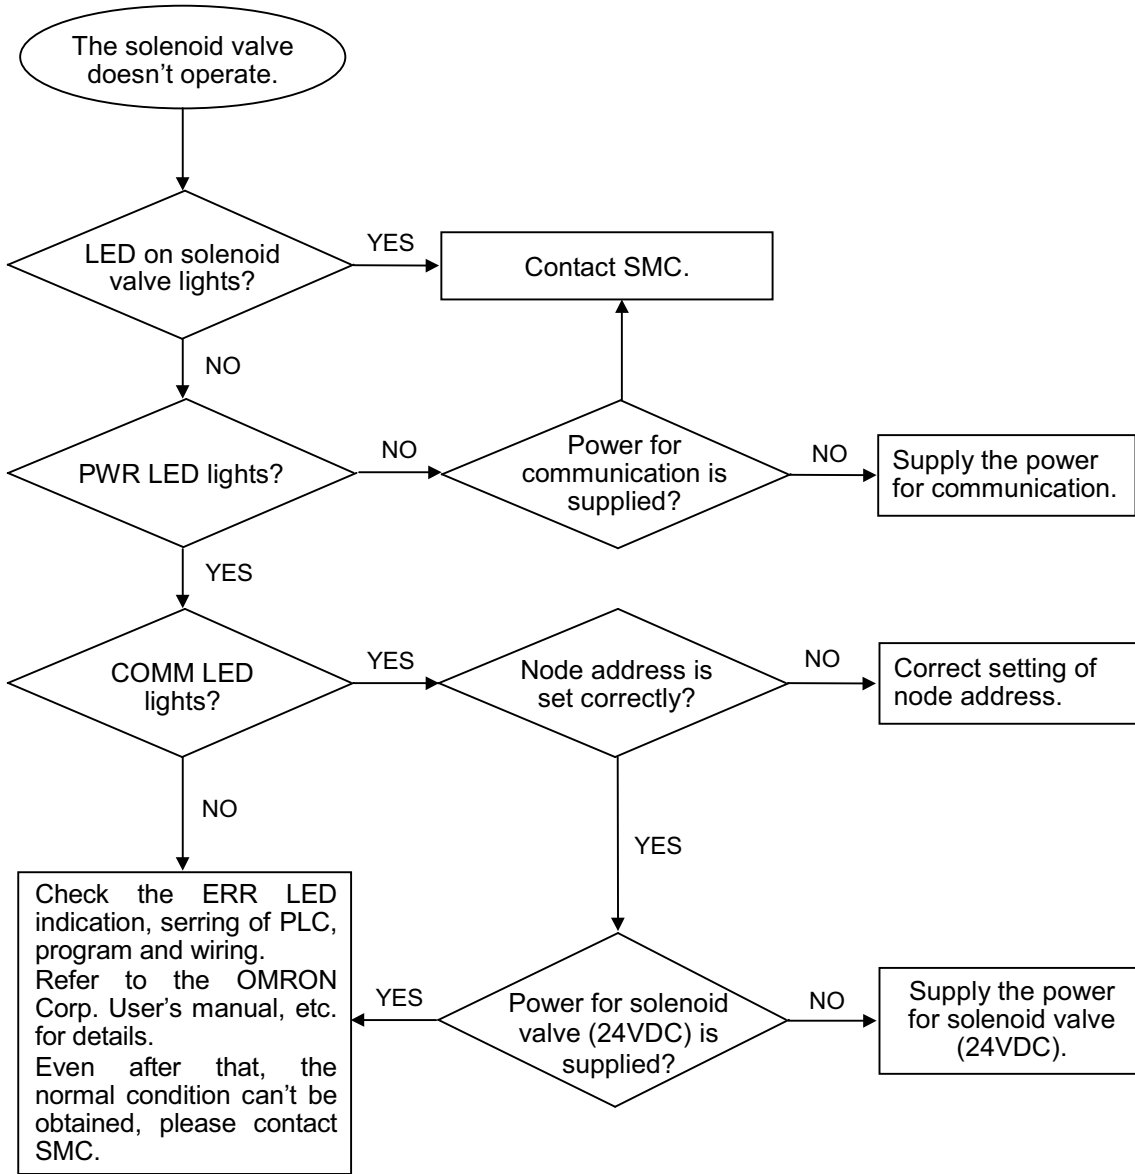 The solenoid valve
doesn't operate.
LED on solenoid
valve lights?
YES
Contact SMC.
NO
PWR LED lights?
NO
Power for
communication is
supplied?
NO
Supply the power
for communication.
YES
COMM LED
lights?
YES
Node address is
set correctly?
NO
Correct setting of
node address.
NO
YES
Check the ERR LED
indication, serring of PLC,
program and wiring.
Refer to the OMRON
Corp. User's manual, etc.
for details.
Even after that, the
normal condition can't be
obtained, please contact
SMC.
YES
Power for solenoid
valve (24VDC) is
supplied?
NO
Supply the power
for solenoid valve
(24VDC).